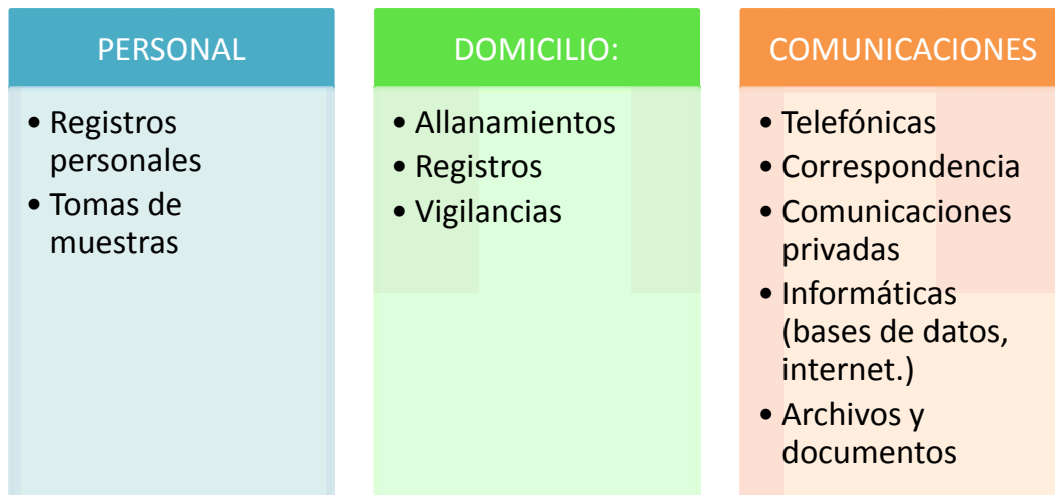 PERSONAL
• Registros
personales
• Tomas de
muestras
DOMICILIO:
• Allanamientos
• Registros
• Vigilancias
COMUNICACIONES
• Telefónicas
• Correspondencia
• Comunicaciones
privadas
• Informáticas
(bases de datos,
internet.)
• Archivos y
documentos